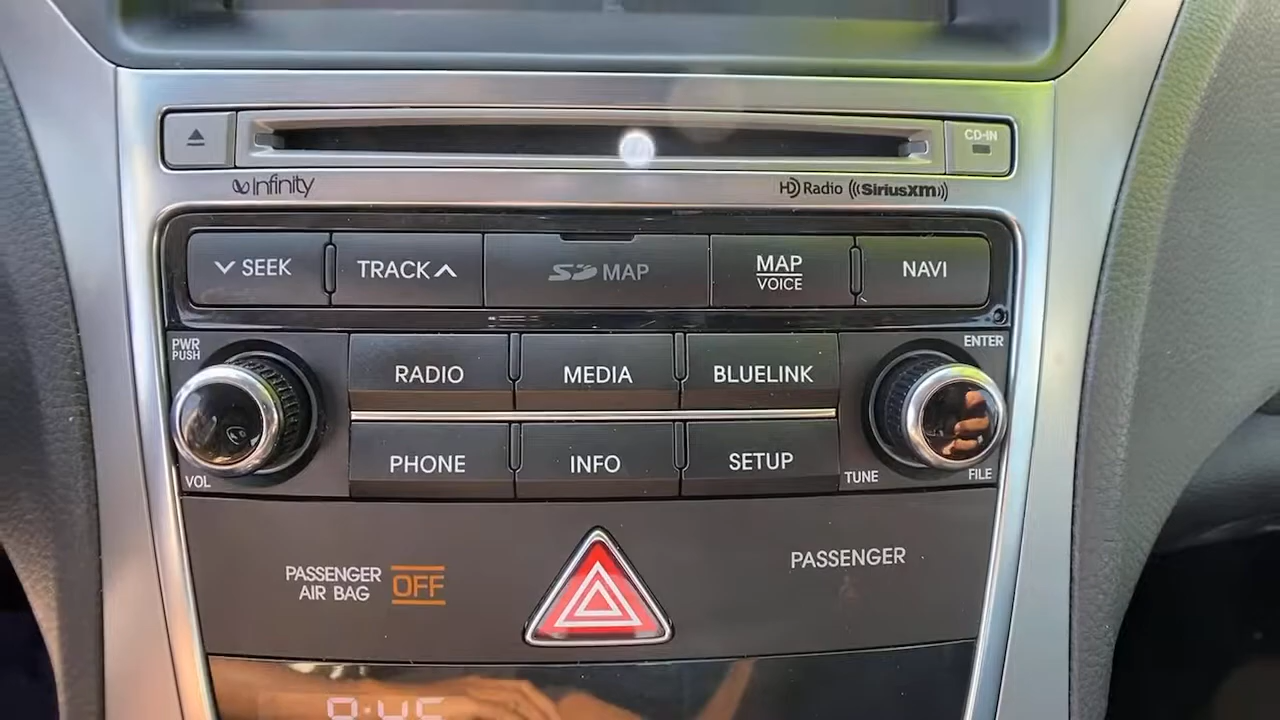 CD-IN
Infinity
HD Radio ((SiriusXM))
SEEK
TRACK
SD MAP
MAP
VOICE
NAVI
PWR
PUSH
ENTER
RADIO
MEDIA
BLUELINK
PHONE
INFO
SETUP
VOL
TUNE
FILE
PASSENGER
AIR BAG
OFF
PASSENGER